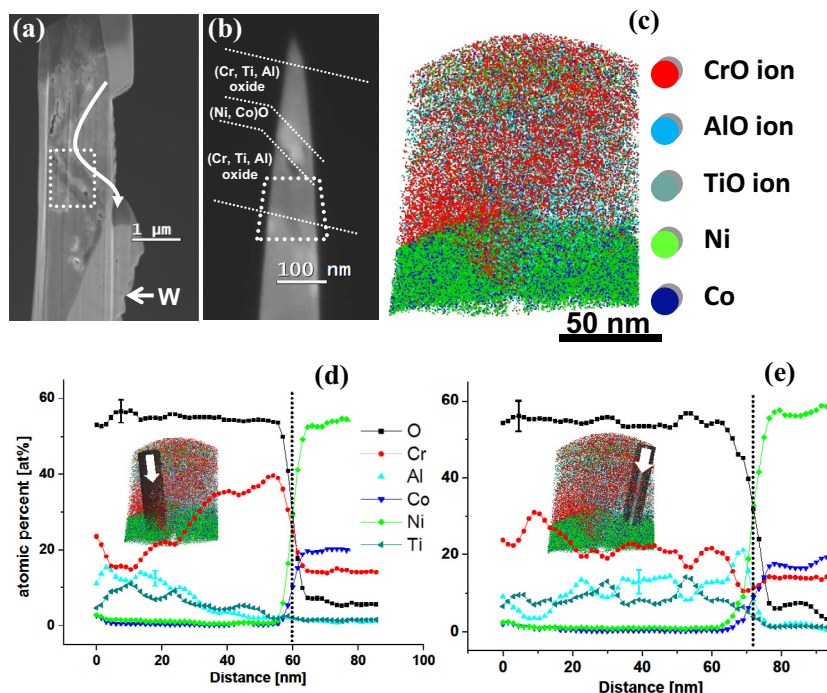 (a)
1 µm
W
(b)
(Cr, Ti, Al)
oxide
(Ni, Co)O
(Cr, Ti, Al)
oxide
100 nm
(c)
CrO ion
AlO ion
TiO ion
Ni
Co
50 nm
(d)
60
40
20
0
atomic percent [at%]
0 20 40 60 80 100
Distance [nm]
O
Cr
Al
Co
Ni
Ti
(e)
60
40
20
0
0 20 40 60 80
Distance [nm]